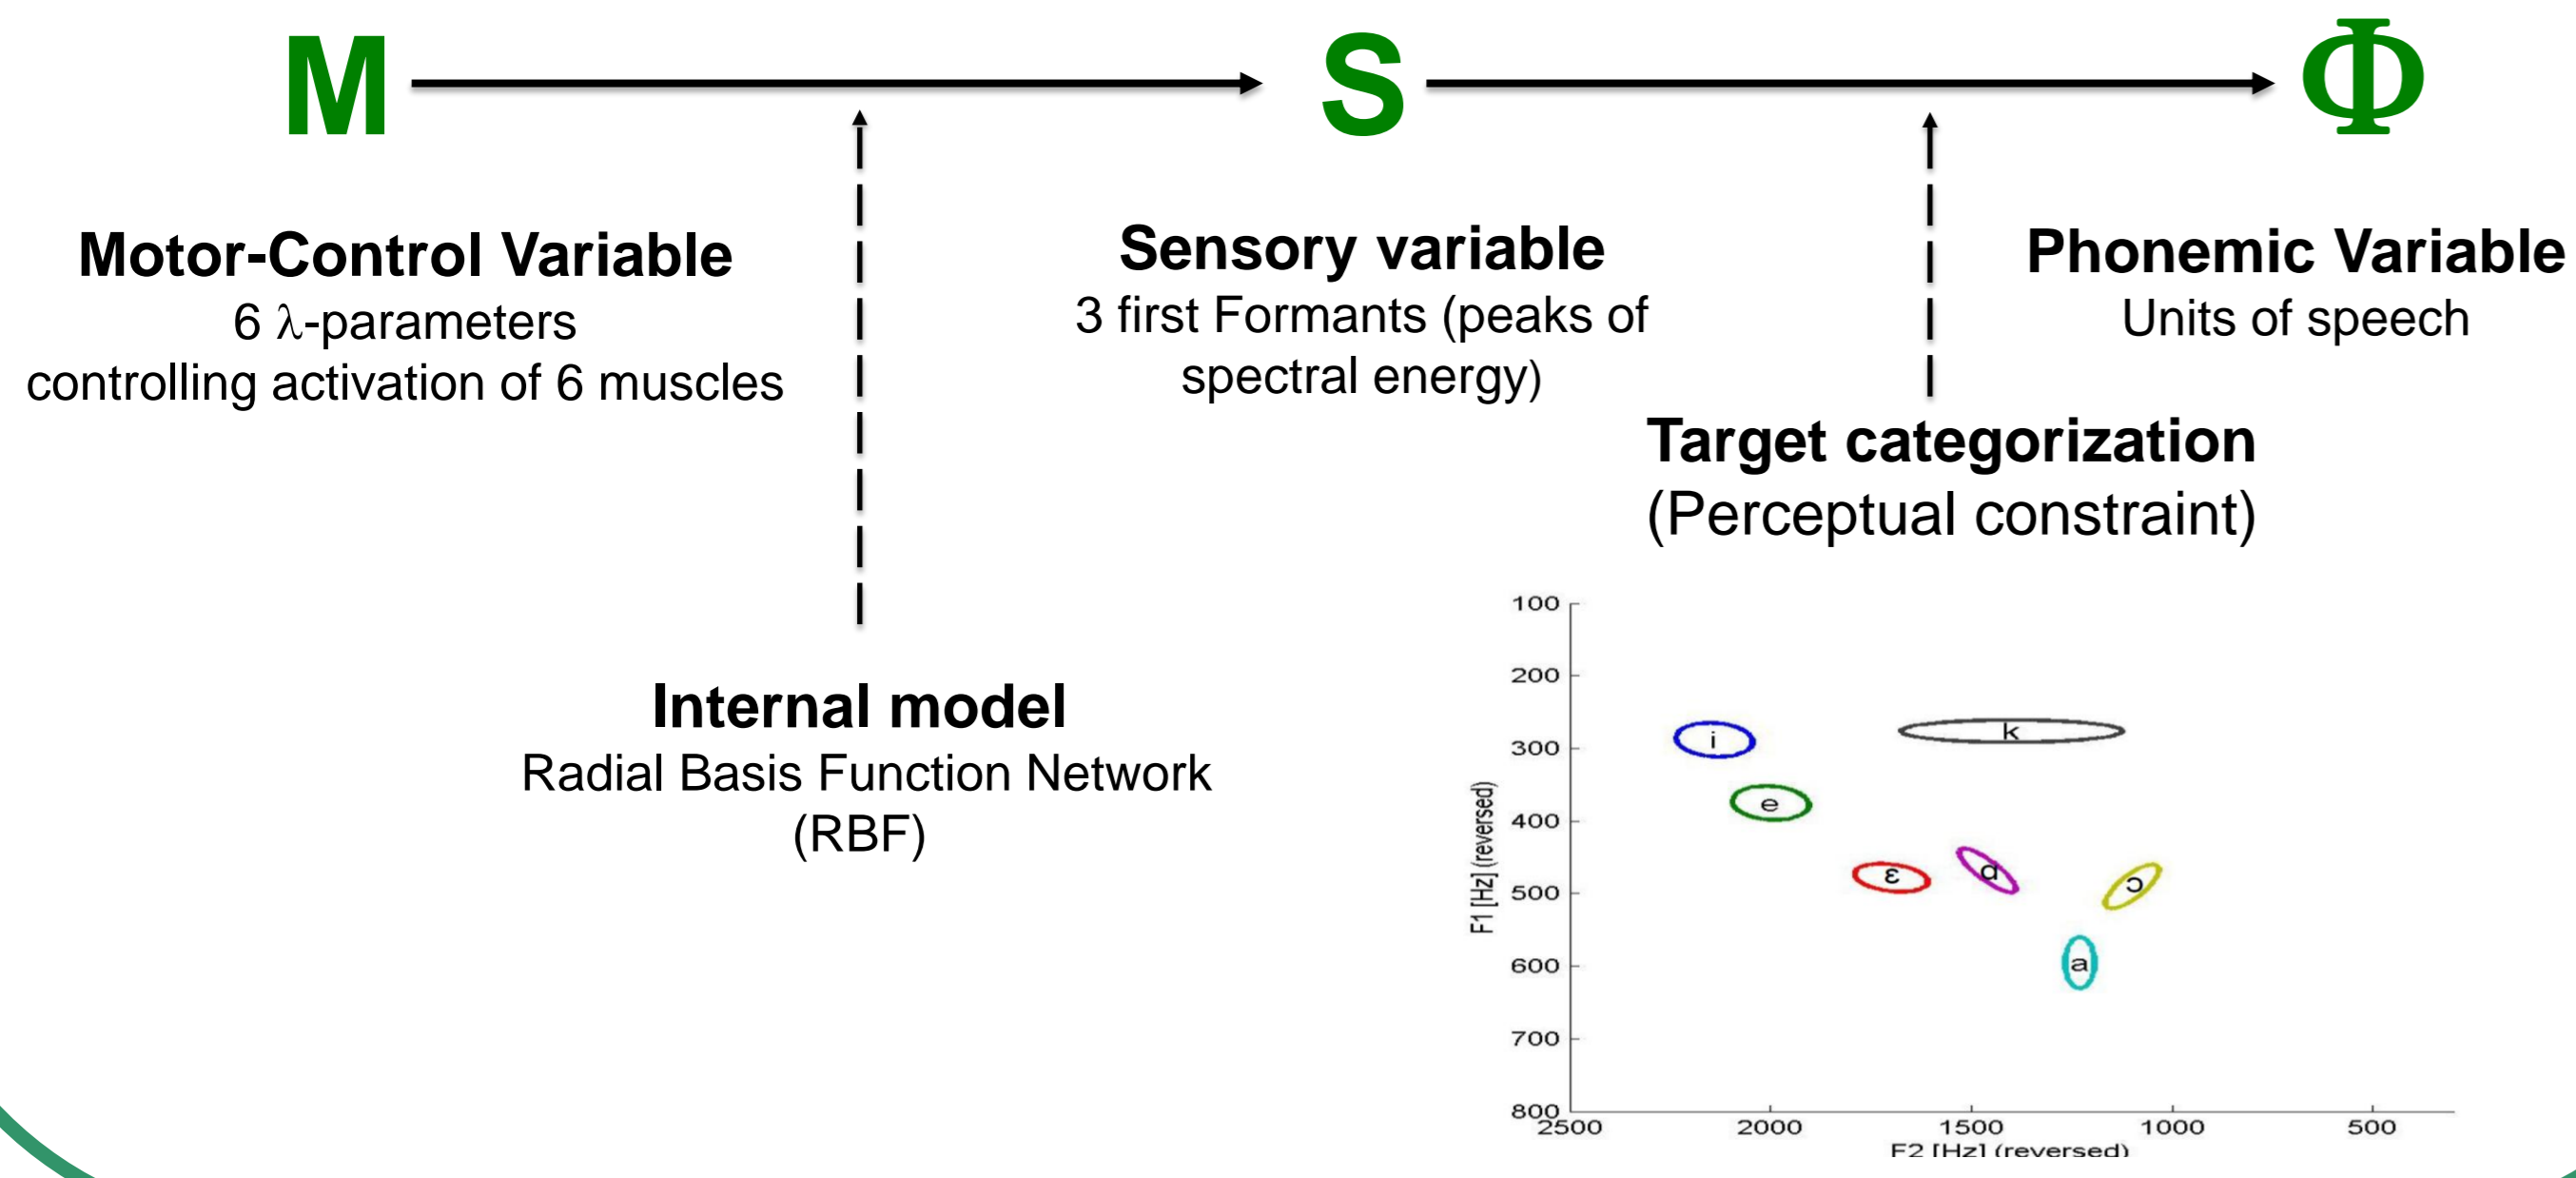 M
S
Φ
Motor-Control Variable
6 λ-parameters
controlling activation of 6 muscles
Sensory variable
3 first Formants (peaks of
spectral energy)
Phonemic Variable
Units of speech
Target categorization
(Perceptual constraint)
Internal model
Radial Basis Function Network
(RBF)
100
200
300
400
500
600
700
800
F1 [Hz] (reversed)
i
k
e
ε
ɑ
ɔ
a
2500
2000
1500
1000
500
F2 [Hz] (reversed)